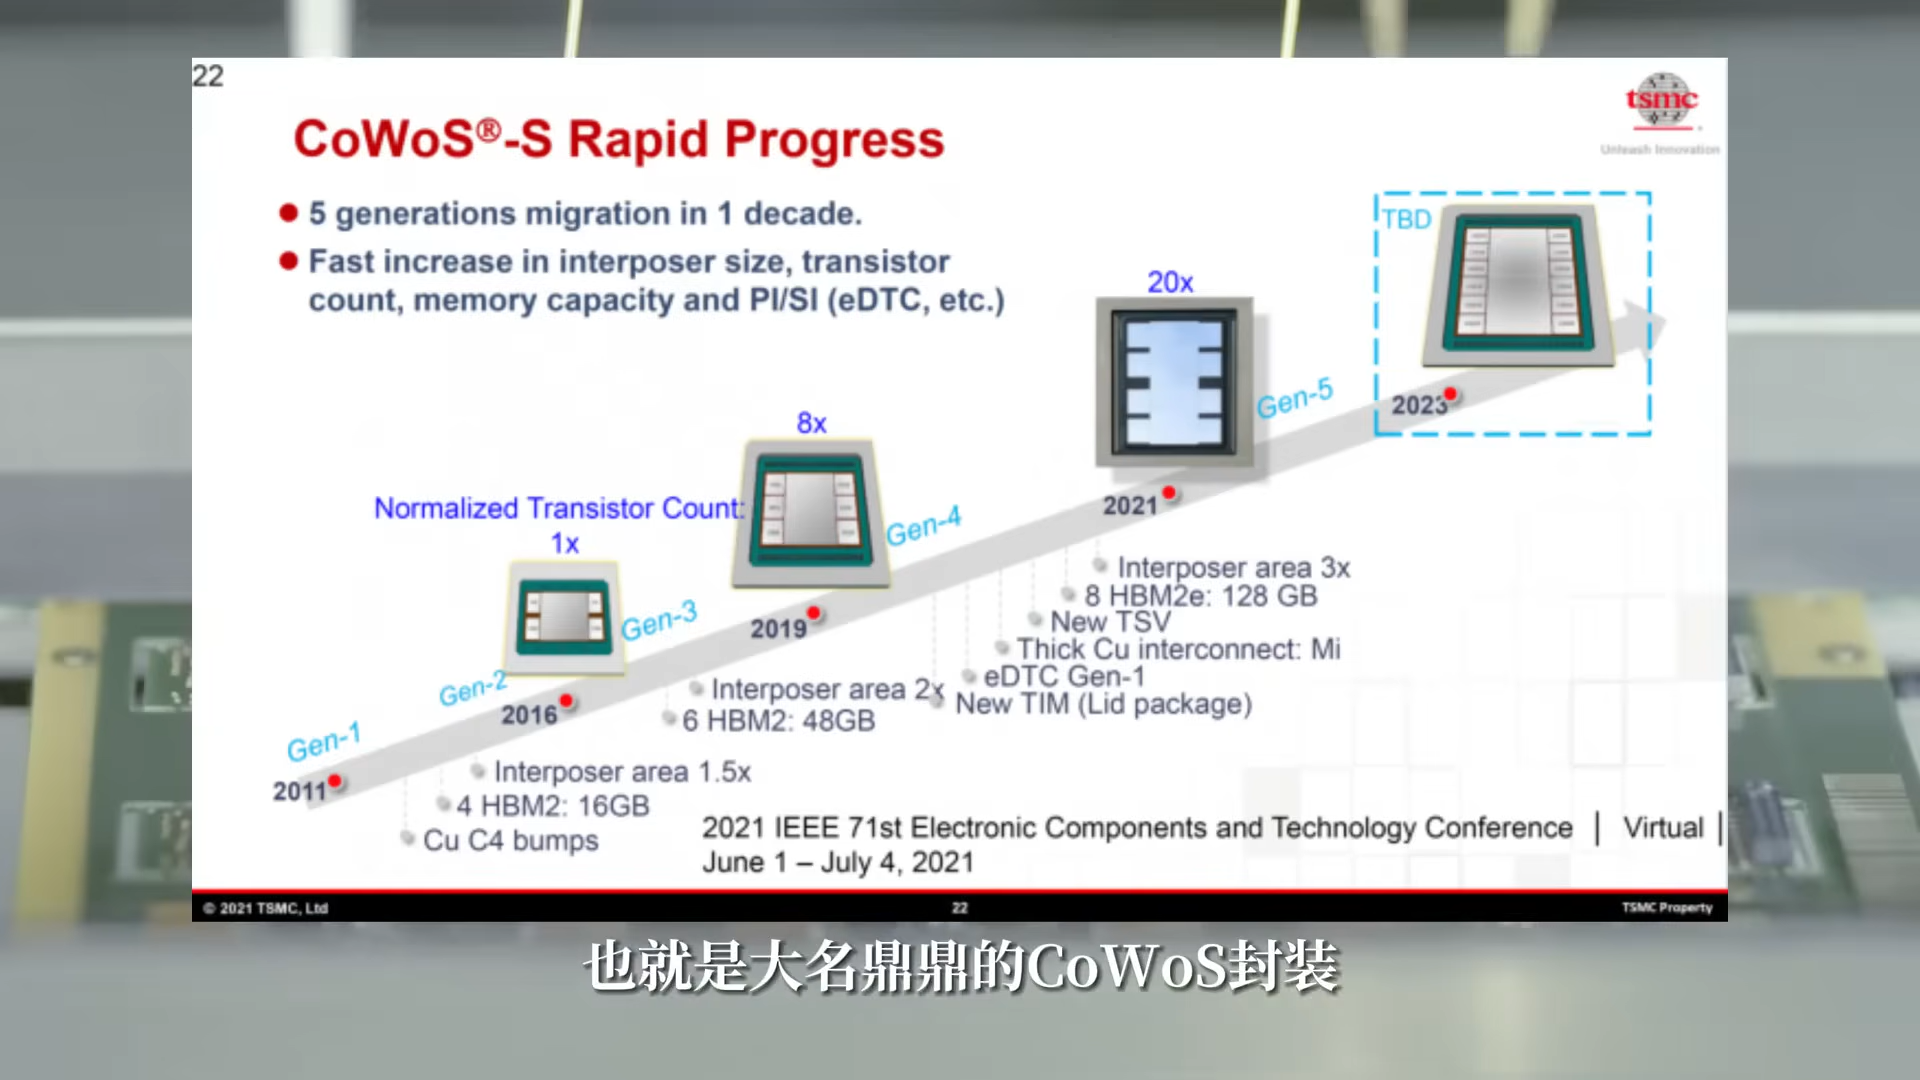 22
tsmc
Unleash Innovation
CoWoS®-S Rapid Progress
5 generations migration in 1 decade.
Fast increase in interposer size, transistor
count, memory capacity and PI/SI (eDTC, etc.)
TBD
20x
Gen-5
2023
8x
Normalized Transistor Count:
1x
Gen-4
2021
Gen-3
2019
Interposer area 3x
8 HBM2e: 128 GB
New TSV
Thick Cu interconnect: Mi
eDTC Gen-1
New TIM (Lid package)
Gen-2
2016
Interposer area 2x
6 HBM2: 48GB
Gen-1
2011
Interposer area 1.5x
4 HBM2: 16GB
Cu C4 bumps
2021 IEEE 71st Electronic Components and Technology Conference | Virtual |
June 1 – July 4, 2021
© 2021 TSMC, Ltd
22
TSMC Property
也就是大名鼎鼎的CoWoS封装